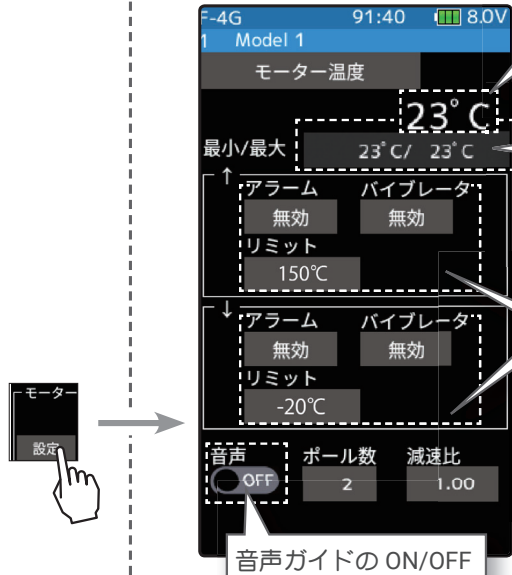 F-4G 91:40 8.0V
1 Model 1
モーター温度
23°C
最小/最大 23°C/ 23°C
↑
アラーム バイブレータ
無効 無効
リミット
150℃
↓
アラーム バイブレータ
無効 無効
リミット
-20℃
モーター
設定
音声 ポール数 減速比
OFF 2 1.00
音声ガイドの ON/OFF